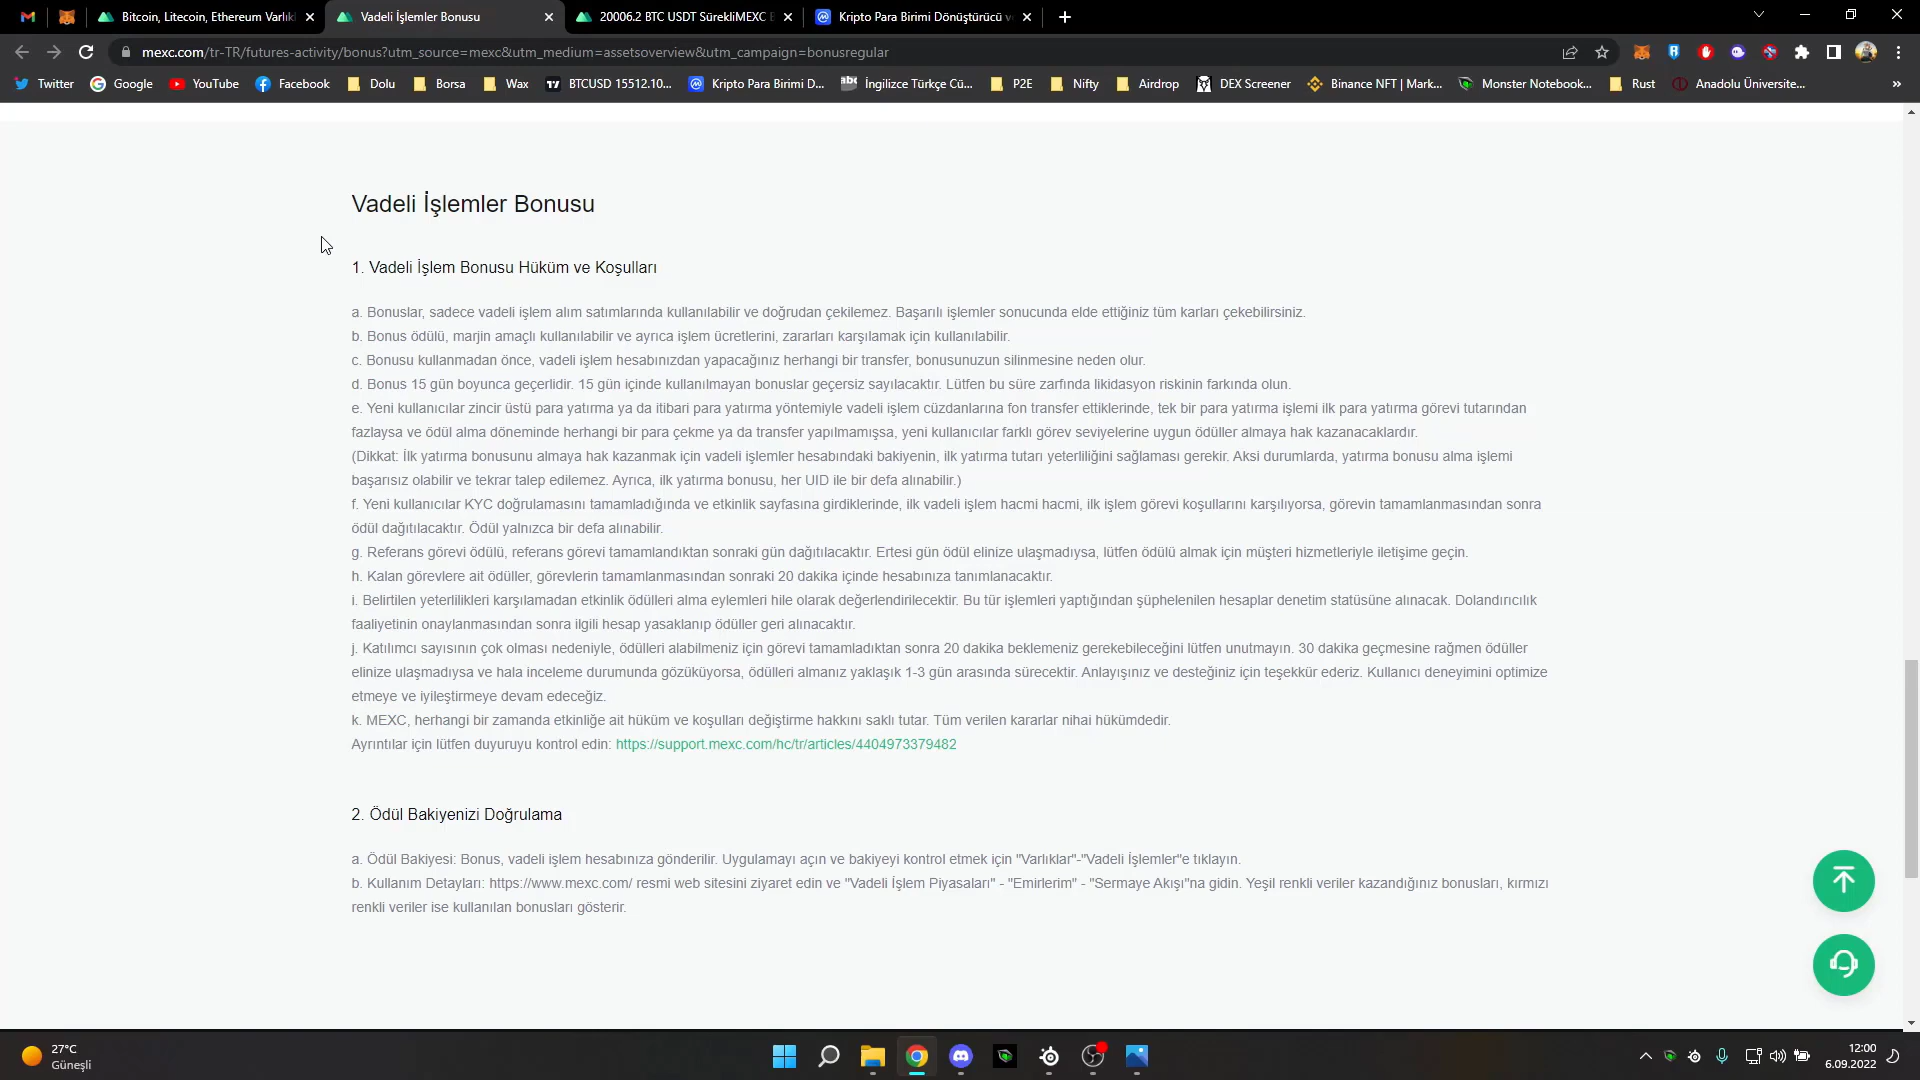 Bitcoin, Litecoin, Ethereum Varlık
Vadeli İşlemler Bonusu
20006.2 BTC USDT SürekliMEXC
Kripto Para Birimi Dönüştürücü
mexc.com/tr-TR/futures-activity/bonus?utm_source=mexc&utm_medium=assetsoverview&utm_campaign=bonusregular
Twitter
Google
YouTube
Facebook
Dolu
Borsa
Wax
BTCUSD 15512.10...
Kripto Para Birimi D...
İngilizce Türkçe Cü...
P2E
Nifty
Airdrop
DEX Screener
Binance NFT | Mark...
Monster Notebook...
Rust
Anadolu Üniversite...
»
Vadeli İşlemler Bonusu
1. Vadeli İşlem Bonusu Hüküm ve Koşulları
a. Bonuslar, sadece vadeli işlem alım satımlarında kullanılabilir ve doğrudan çekilemez. Başarılı işlemler sonucunda elde ettiğiniz tüm karları çekebilirsiniz.
b. Bonus ödülü, marjin amaçlı kullanılabilir ve ayrıca işlem ücretlerini, zararları karşılamak için kullanılabilir.
c. Bonusu kullanmadan önce, vadeli işlem hesabınızdan yapacağınız herhangi bir transfer, bonusunuzun silinmesine neden olur.
d. Bonus 15 gün boyunca geçerlidir. 15 gün içinde kullanılmayan bonuslar geçersiz sayılacaktır. Lütfen bu süre zarfında likidasyon riskinin farkında olun.
e. Yeni kullanıcılar zincir üstü para yatırma ya da itibari para yatırma yöntemiyle vadeli işlem cüzdanlarına fon transfer ettiklerinde, tek bir para yatırma işlemi ilk para yatırma görevi tutarından
fazlaysa ve ödül alma döneminde herhangi bir para çekme ya da transfer yapılmamışsa, yeni kullanıcılar farklı görev seviyelerine uygun ödüller almaya hak kazanacaklardır.
(Dikkat: İlk yatırma bonusunu almaya hak kazanmak için vadeli işlemler hesabındaki bakiyenin, ilk yatırma tutarı yeterliliğini sağlaması gerekir. Aksi durumlarda, yatırma bonusu alma işlemi
başarısız olabilir ve tekrar talep edilemez. Ayrıca, ilk yatırma bonusu, her UID ile bir defa alınabilir.)
f. Yeni kullanıcılar KYC doğrulamasını tamamladığında ve etkinlik sayfasına girdiklerinde, ilk vadeli işlem hacmi hacmi, ilk işlem görevi koşullarını karşılıyorsa, görevin tamamlanmasından sonra
ödül dağıtılacaktır. Ödül yalnızca bir defa alınabilir.
g. Referans görevi ödülü, referans görevi tamamlandıktan sonraki gün dağıtılacaktır. Ertesi gün ödül elinize ulaşmadıysa, lütfen ödülü almak için müşteri hizmetleriyle iletişime geçin.
h. Kalan görevlere ait ödüller, görevlerin tamamlanmasından sonraki 20 dakika içinde hesabınıza tanımlanacaktır.
i. Belirtilen yeterlilikleri karşılamadan etkinlik ödülleri alma eylemleri hile olarak değerlendirilecektir. Bu tür işlemleri yaptığından şüphelenilen hesaplar denetim statüsüne alınacak. Dolandırıcılık
faaliyetinin onaylanmasından sonra ilgili hesap yasaklanıp ödüller geri alınacaktır.
j. Katılımcı sayısının çok olması nedeniyle, ödülleri alabilmeniz için görevi tamamladıktan sonra 20 dakika beklemeniz gerekebileceğini lütfen unutmayın. 30 dakika geçmesine rağmen ödüller
elinize ulaşmadıysa ve hala inceleme durumunda gözüküyorsa, ödülleri almanız yaklaşık 1-3 gün arasında sürecektir. Anlayışınız ve desteğiniz için teşekkür ederiz. Kullanıcı deneyimini optimize
etmeye ve iyileştirmeye devam edeceğiz.
k. MEXC, herhangi bir zamanda etkinliğe ait hüküm ve koşulları değiştirme hakkını saklı tutar. Tüm verilen kararlar nihai hükümdedir.
Ayrıntılar için lütfen duyuruyu kontrol edin: https://support.mexc.com/hc/tr/articles/4404973379482
2. Ödül Bakiyenizi Doğrulama
a. Ödül Bakiyesi: Bonus, vadeli işlem hesabınıza gönderilir. Uygulamayı açın ve bakiyeyi kontrol etmek için "Varlıklar"-"Vadeli İşlemler"e tıklayın.
b. Kullanım Detayları: https://www.mexc.com/ resmi web sitesini ziyaret edin ve "Vadeli İşlem Piyasaları" - "Emirlerim" - "Sermaye Akışı"na gidin. Yeşil renkli veriler kazandığınız bonusları, kırmızı
renkli veriler ise kullanılan bonusları gösterir.
27°C
Güneşli
12:00
6.09.2022